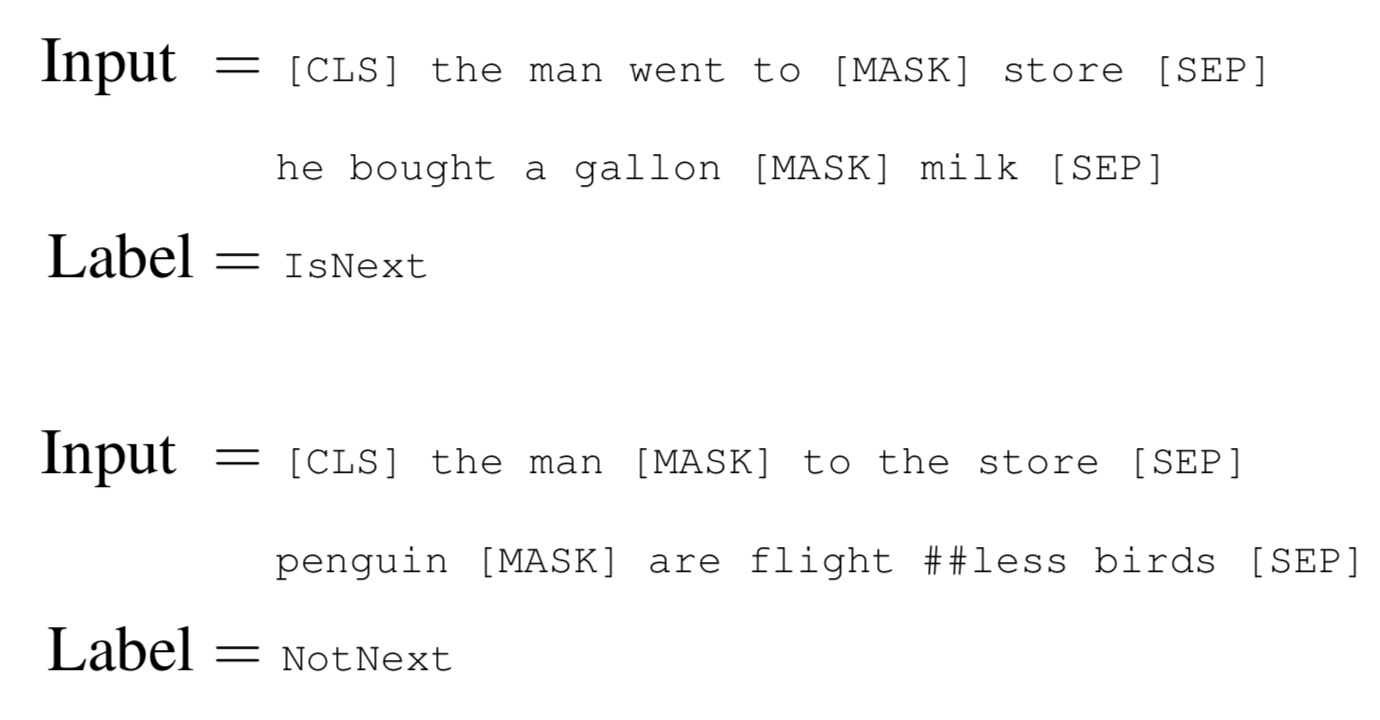 Input = [CLS] the man went to [MASK] store [SEP]
he bought a gallon [MASK] milk [SEP]
Label = IsNext
Input = [CLS] the man [MASK] to the store [SEP]
penguin [MASK] are flight ##less birds [SEP]
Label = NotNext